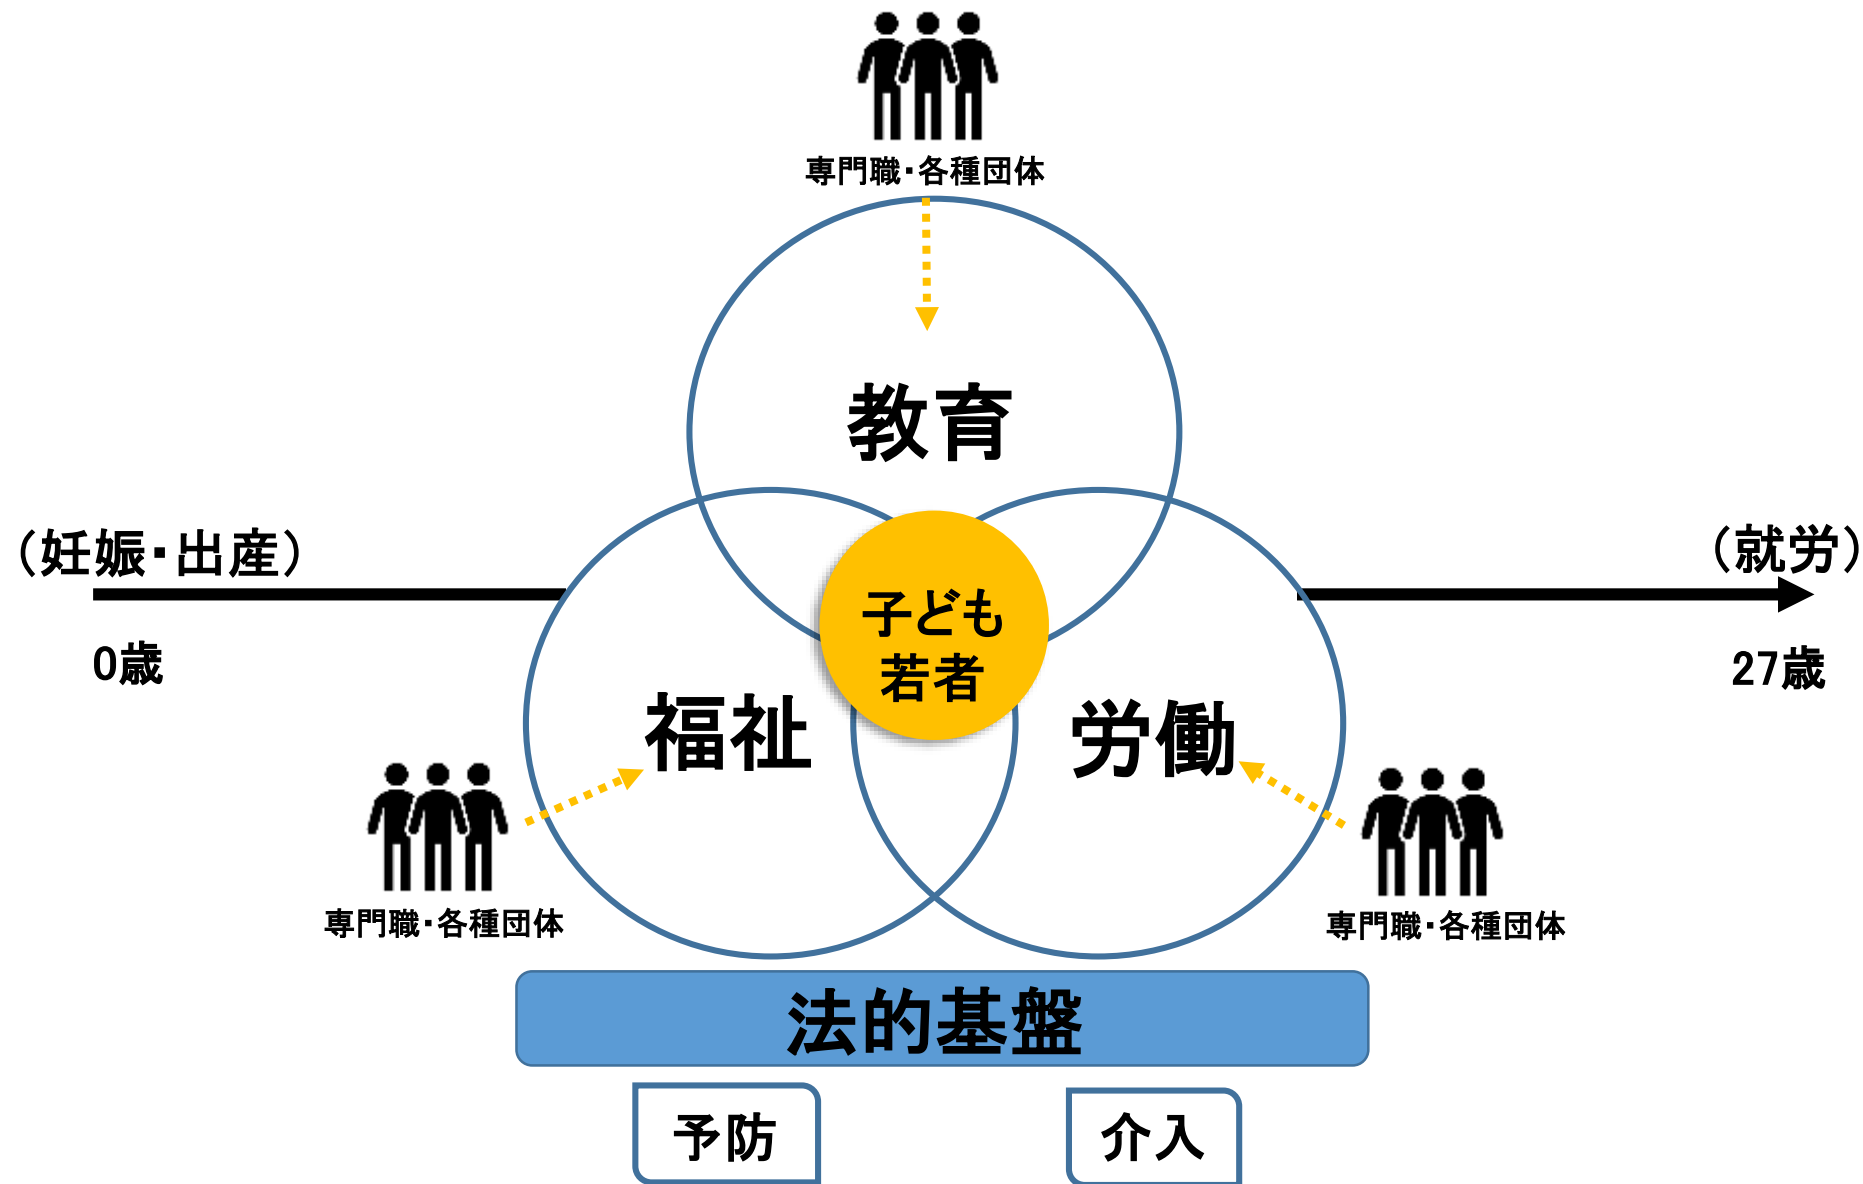 専門職・各種団体
教育
（妊娠・出産）
（就労）
子ども
若者
0歳
27歳
福祉
労働
専門職・各種団体
専門職・各種団体
法的基盤
予防
介入